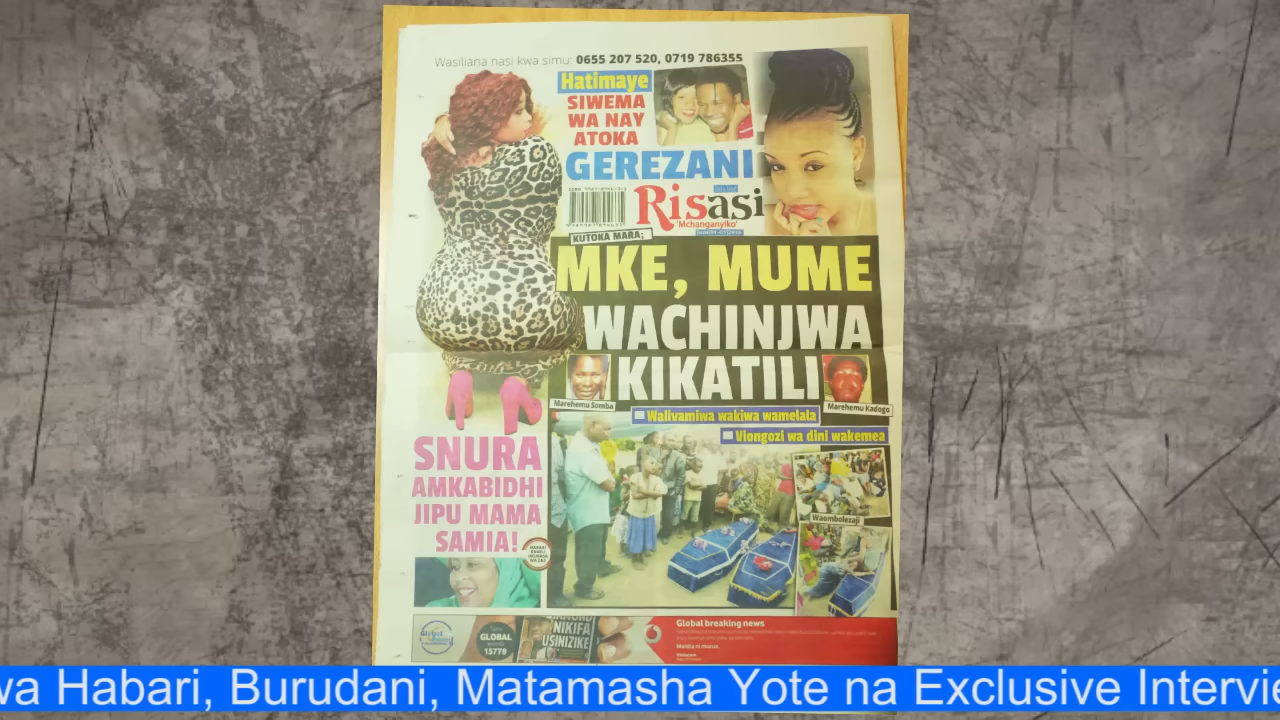 Wasiliana nasi kwa simu: 0655 207 520, 0719 786355
Hatimaye
SIWEMA
WA NAY
ATOKA
GEREZANI
Risasi
'Mchanganyiko'
KUTOKA MARA;
MKE, MUME
WACHINJWA
KIKATILI
Marehemu Somba
Marehemu Kadogo
Walivamiwa wakiwa wamelala
Viongozi wa dini wakemea
SNURA
AMKABIDHI
JIPU MAMA
SAMIA!
Waombolezaji
GLOBAL
15778
NIKIFA
USINIZIKE
Global breaking news
wa Habari, Burudani, Matamasha Yote na Exclusive Intervie